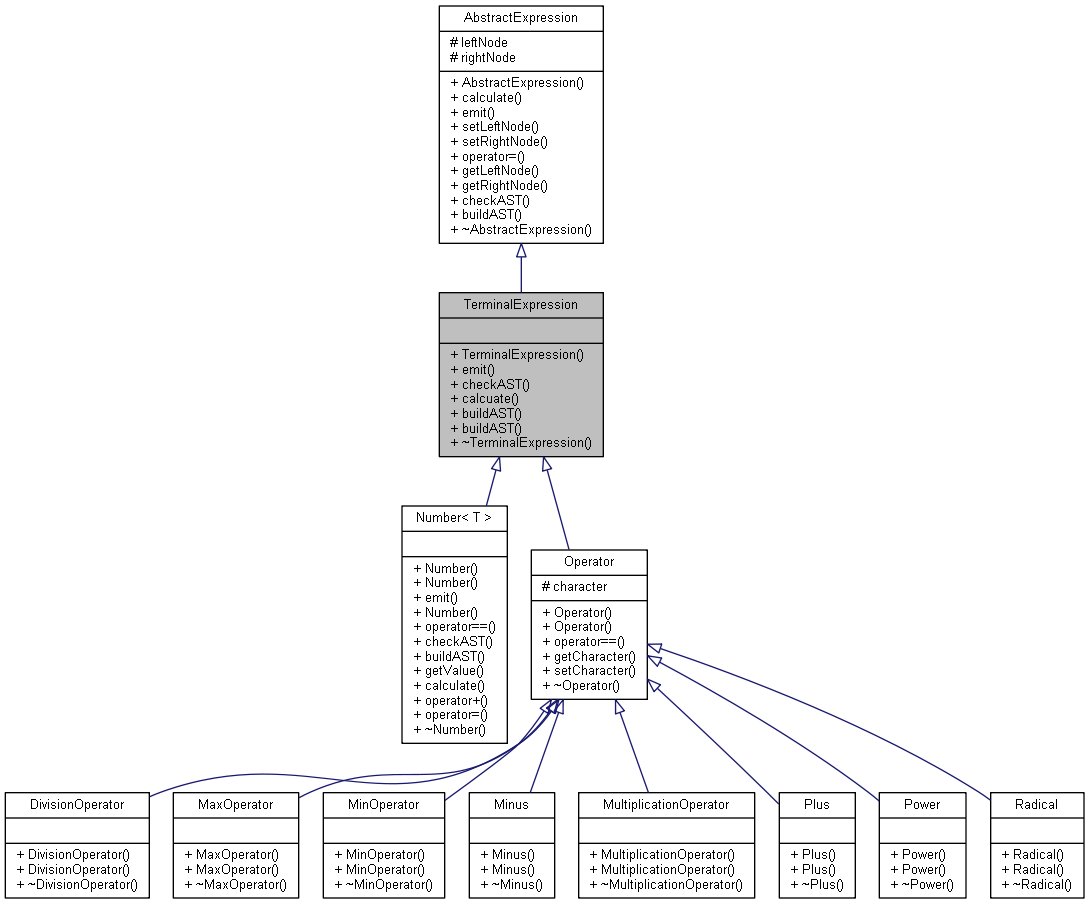 AbstractExpression
# leftNode
# rightNode
+ AbstractExpression()
+ calculate()
+ emit()
+ setLeftNode()
+ setRightNode()
+ operator=()
+ getLeftNode()
+ getRightNode()
+ checkAST()
+ buildAST()
+ ~AbstractExpression()
TerminalExpression
+ TerminalExpression()
+ emit()
+ checkAST()
+ calcuate()
+ buildAST()
+ buildAST()
+ ~TerminalExpression()
Number< T >
+ Number()
+ Number()
+ emit()
+ Number()
+ operator==()
+ checkAST()
+ buildAST()
+ getValue()
+ calculate()
+ operator+()
+ operator=()
+ ~Number()
Operator
# character
+ Operator()
+ Operator()
+ operator==()
+ getCharacter()
+ setCharacter()
+ ~Operator()
DivisionOperator
+ DivisionOperator()
+ DivisionOperator()
+ ~DivisionOperator()
MaxOperator
+ MaxOperator()
+ MaxOperator()
+ ~MaxOperator()
MinOperator
+ MinOperator()
+ MinOperator()
+ ~MinOperator()
Minus
+ Minus()
+ Minus()
+ ~Minus()
MultiplicationOperator
+ MultiplicationOperator()
+ MultiplicationOperator()
+ ~MultiplicationOperator()
Plus
+ Plus()
+ Plus()
+ ~Plus()
Power
+ Power()
+ Power()
+ ~Power()
Radical
+ Radical()
+ Radical()
+ ~Radical()